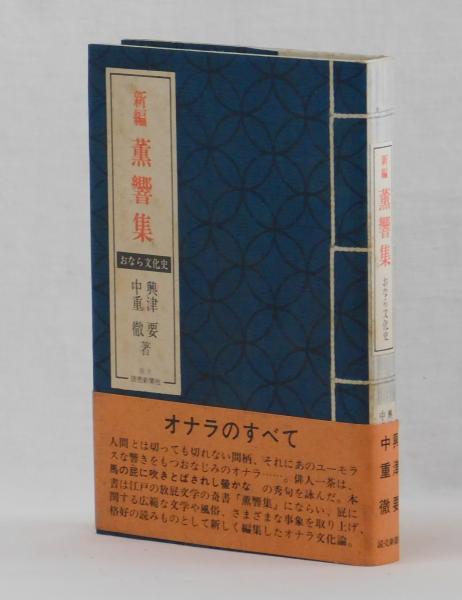 新編
薫響集
おなら文化史
興津 要
中重 徹 著
読売新聞社
オナラのすべて
人間とは切っても切れない間柄、それにあのユーモラ
スな響きをもつおなじみのオナラ……。俳人一茶は、
馬の屁に吹きとばされし螢かな の秀句を詠んだ。本
書は江戸の放屁文学の奇書『薫響集』にならい、屁に
関する広範な文学や風俗、さまざまな事象を取り上げ、
格好の読みものとして新しく編集したオナラ文化論。
新編
薫響集
おなら文化史
興津 要
中重 徹
読売新聞社